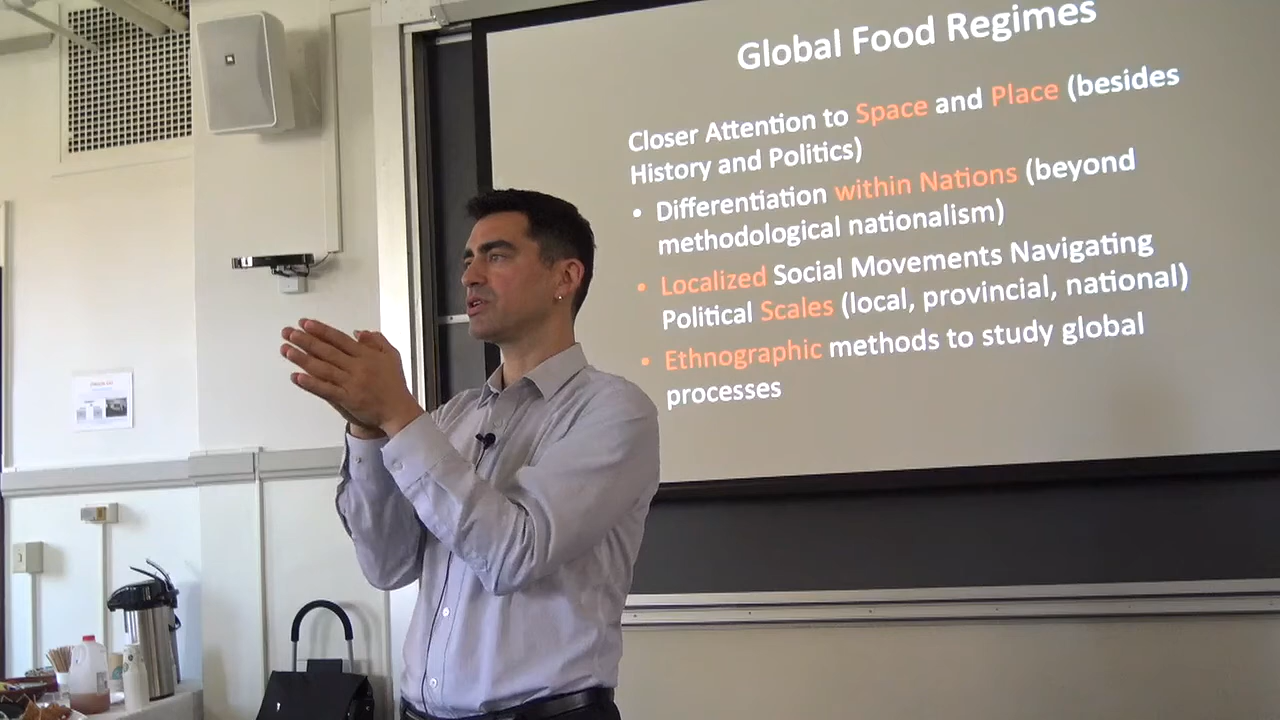 Global Food Regimes
Closer Attention to Space and Place (besides
History and Politics)
• Differentiation within Nations (beyond
methodological nationalism)
• Localized Social Movements Navigating
Political Scales (local, provincial, national)
• Ethnographic methods to study global
processes